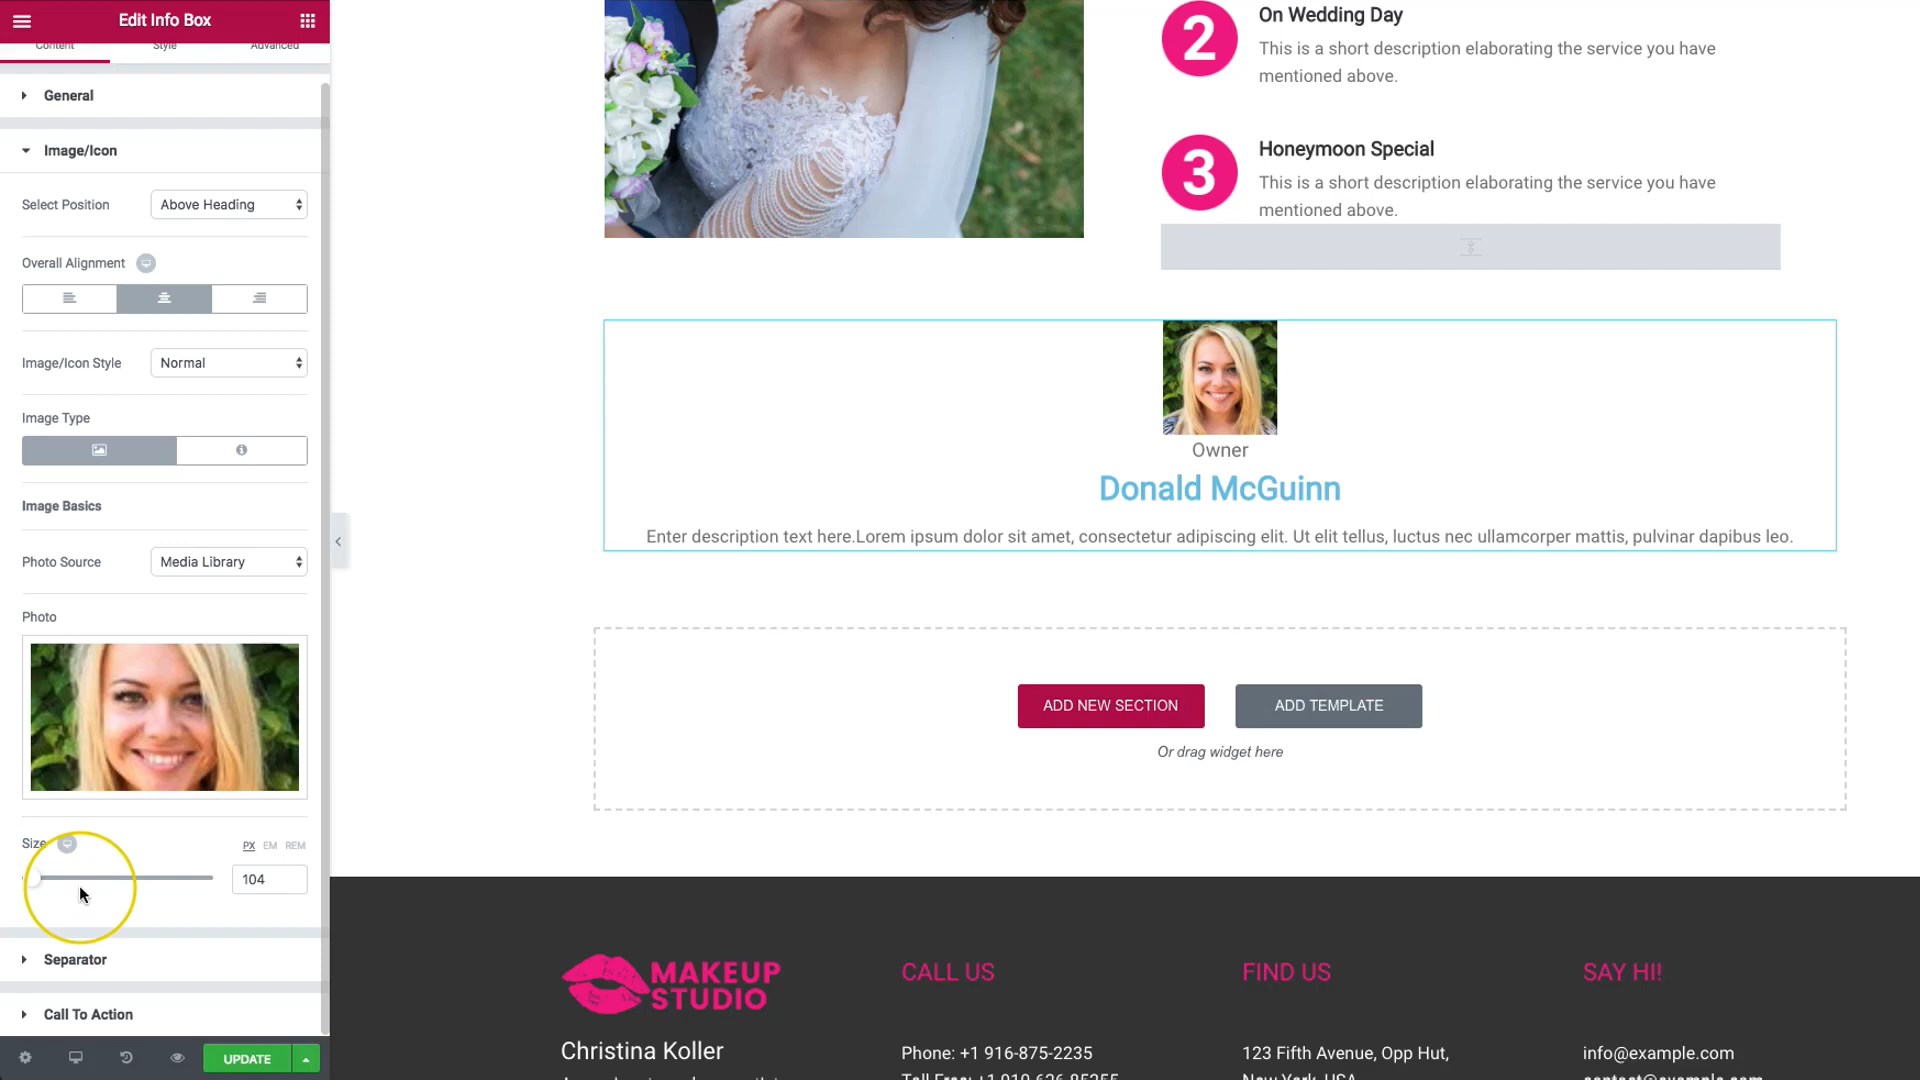 Edit Info Box
Content Style Advanced
General
Image/Icon
Select Position Above Heading
Overall Alignment
Image/Icon Style Normal
Image Type
Image Basics
Photo Source Media Library
Photo
Size PX EM REM
104
Separator
Call To Action
UPDATE
2
On Wedding Day
This is a short description elaborating the service you have
mentioned above.
3
Honeymoon Special
This is a short description elaborating the service you have
mentioned above.
Owner
Donald McGuinn
Enter description text here.Lorem ipsum dolor sit amet, consectetur adipiscing elit. Ut elit tellus, luctus nec ullamcorper mattis, pulvinar dapibus leo.
ADD NEW SECTION ADD TEMPLATE
Or drag widget here
MAKEUP
STUDIO
Christina Koller
CALL US
Phone: +1 916-875-2235
FIND US
123 Fifth Avenue, Opp Hut,
New York, USA
SAY HI!
info@example.com